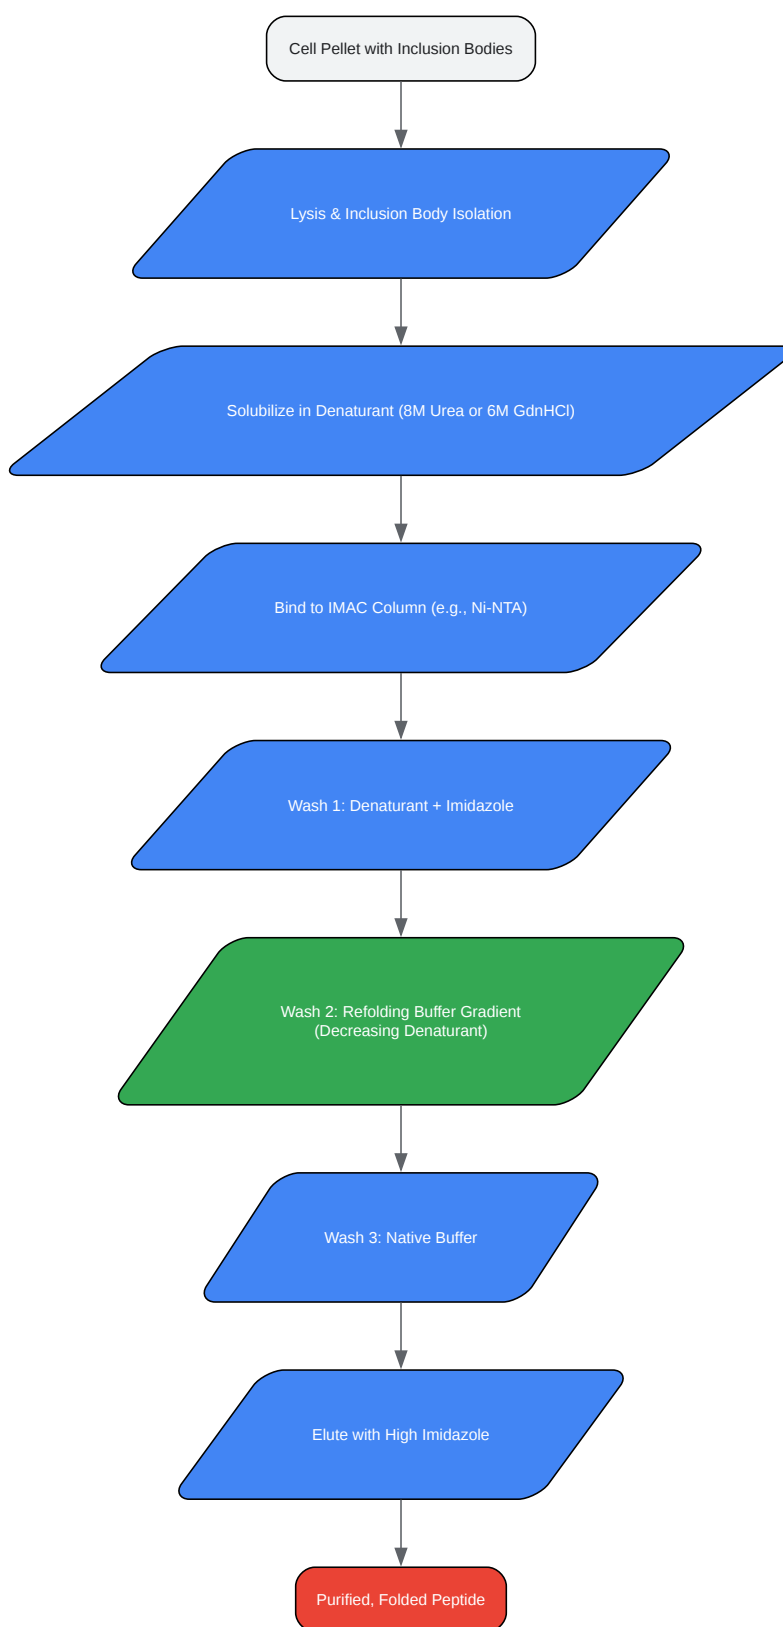 Cell Pellet with Inclusion Bodies
Lysis & Inclusion Body Isolation
Solubilize in Denaturant (8M Urea or 6M GdnHCl)
Bind to IMAC Column (e.g., Ni-NTA)
Wash 1: Denaturant + Imidazole
Wash 2: Refolding Buffer Gradient
(Decreasing Denaturant)
Wash 3: Native Buffer
Elute with High Imidazole
Purified, Folded Peptide